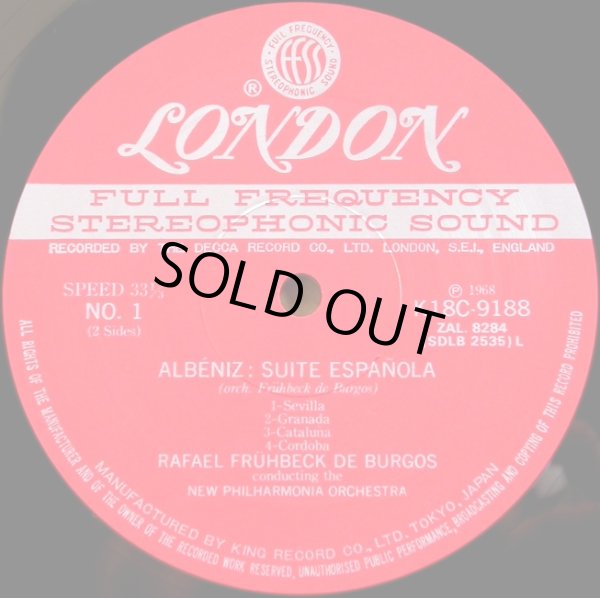 FULL FREQUENCY
STEREOPHONIC SOUND
ffss
®
LONDON
FULL FREQUENCY
STEREOPHONIC SOUND
RECORDED BY THE DECCA RECORD CO., LTD. LONDON, S.E.I., ENGLAND
SPEED 33⅓
NO. 1
(2 Sides)
Ⓟ 1968
K18C-9188
ZAL. 8284
(SDLB 2535) L
SOLD OUT
ALBÉNIZ: SUITE ESPAÑOLA
(orch. Frühbeck de Burgos)
1-Sevilla
2-Granada
3-Cataluna
4-Cordoba
RAFAEL FRÜHBECK DE BURGOS
conducting the
NEW PHILHARMONIA ORCHESTRA
MANUFACTURED BY KING RECORD CO., LTD. TOKYO, JAPAN
ALL RIGHTS OF THE MANUFACTURER AND OF THE OWNER OF THE RECORDED WORK RESERVED, UNAUTHORISED PUBLIC PERFORMANCE, BROADCASTING AND COPYING OF THIS RECORD PROHIBITED